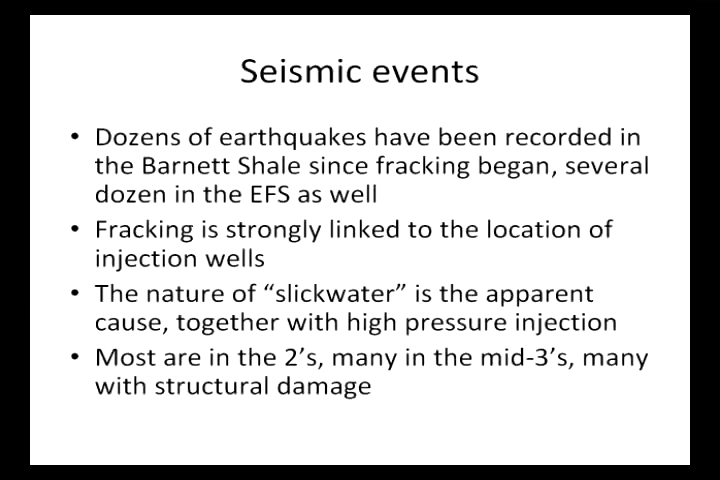 Seismic events
• Dozens of earthquakes have been recorded in
the Barnett Shale since fracking began, several
dozen in the EFS as well
• Fracking is strongly linked to the location of
injection wells
• The nature of “slickwater” is the apparent
cause, together with high pressure injection
• Most are in the 2’s, many in the mid-3’s, many
with structural damage